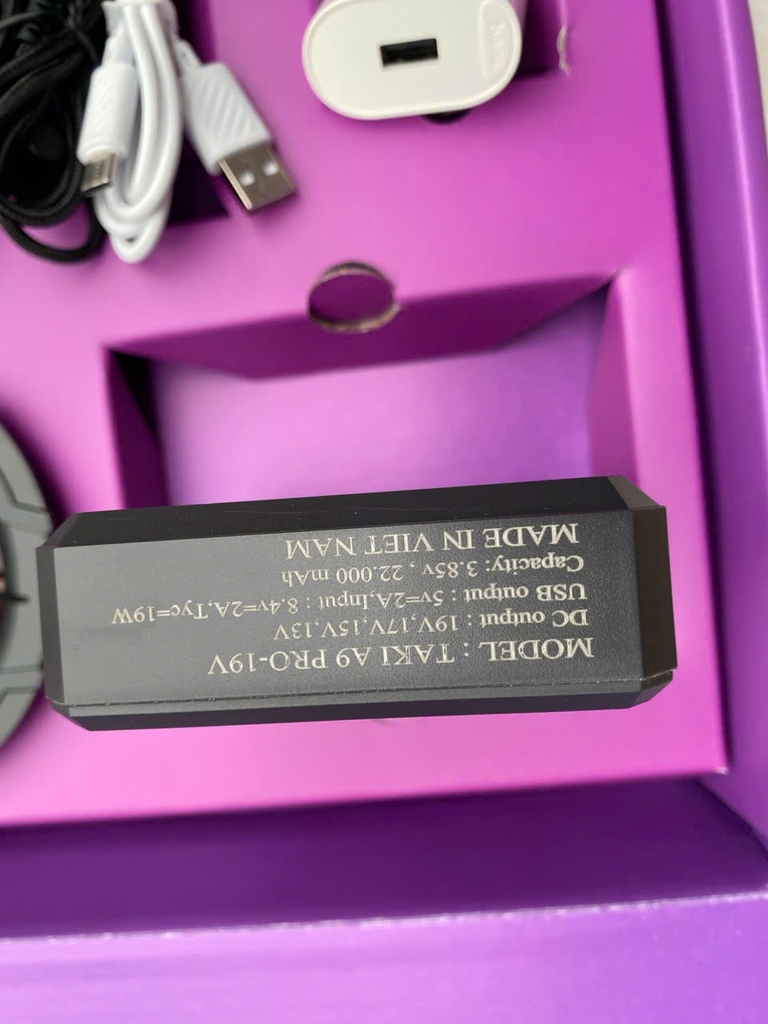 MODEL : TAKI A9 PRO-19V
DC output : 19V,17V,15V,13V
USB output : 5v=2A,Input : 8.4v=2A,Tyc=19W
Capacity: 3.85v , 22.000 mAh
MADE IN VIET NAM